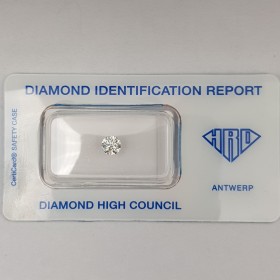 DIAMOND IDENTIFICATION REPORT
CertiCard® SAFETY CASE
HRD
ANTWERP
DIAMOND HIGH COUNCIL